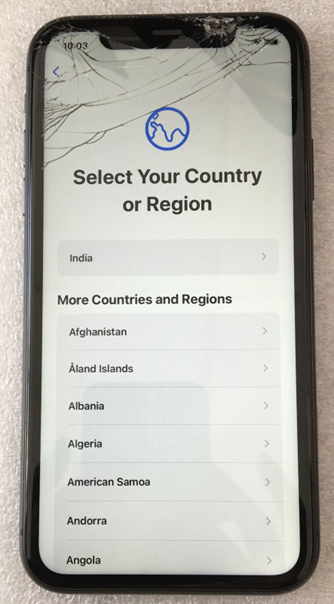 10:03
Select Your Country
or Region
India
More Countries and Regions
Afghanistan
Åland Islands
Albania
Algeria
American Samoa
Andorra
Angola